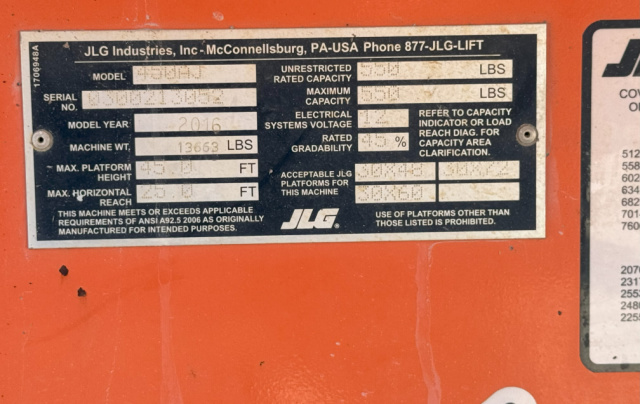 1706948A
JLG Industries, Inc - McConnellsburg, PA-USA Phone 877-JLG-LIFT
MODEL 450AJ
SERIAL NO. 0300213052
MODEL YEAR 2016
MACHINE WT. 13663 LBS
MAX. PLATFORM HEIGHT 45.0 FT
MAX. HORIZONTAL REACH 25.0 FT
THIS MACHINE MEETS OR EXCEEDS APPLICABLE
REQUIREMENTS OF ANSI A92.5 2006 AS ORIGINALLY
MANUFACTURED FOR INTENDED PURPOSES.
UNRESTRICTED RATED CAPACITY 550 LBS
MAXIMUM CAPACITY 550 LBS
ELECTRICAL SYSTEMS VOLTAGE 12
RATED GRADABILITY 45 %
REFER TO CAPACITY
INDICATOR OR LOAD
REACH DIAG. FOR
CAPACITY AREA
CLARIFICATION.
ACCEPTABLE JLG
PLATFORMS FOR
THIS MACHINE
30X48 30X72
30X60
JLG
USE OF PLATFORMS OTHER THAN
THOSE LISTED IS PROHIBITED.